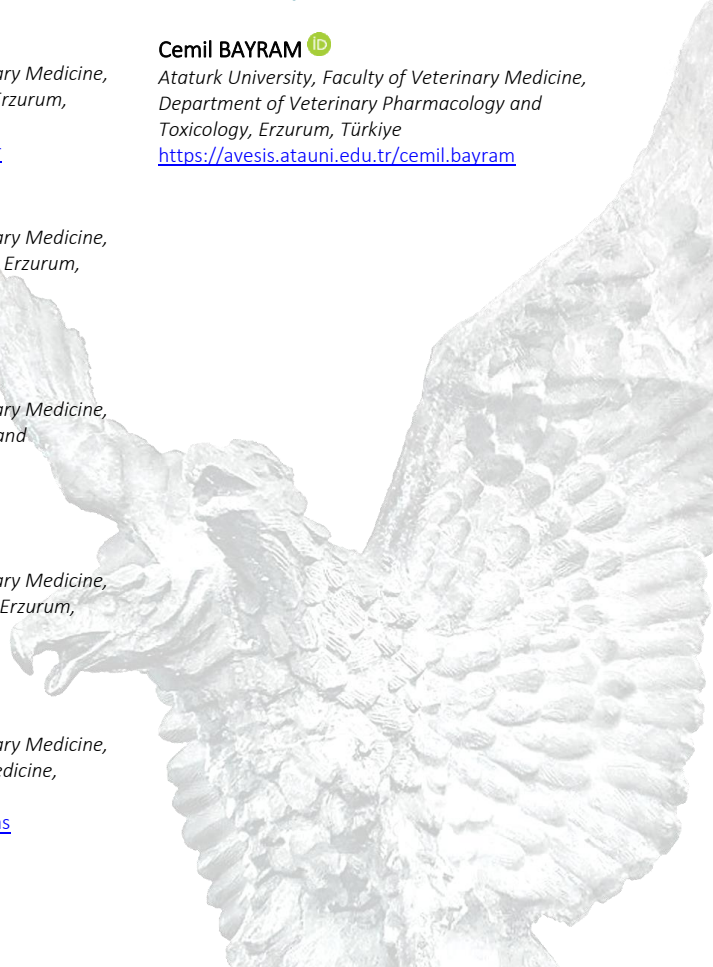 ary Medicine,
Erzurum,
ary Medicine,
Erzurum,
ary Medicine,
and
ary Medicine,
Erzurum,
ary Medicine,
edicine,
Cemil BAYRAM iD
Ataturk University, Faculty of Veterinary Medicine,
Department of Veterinary Pharmacology and
Toxicology, Erzurum, Türkiye
https://avesis.atauni.edu.tr/cemil.bayram